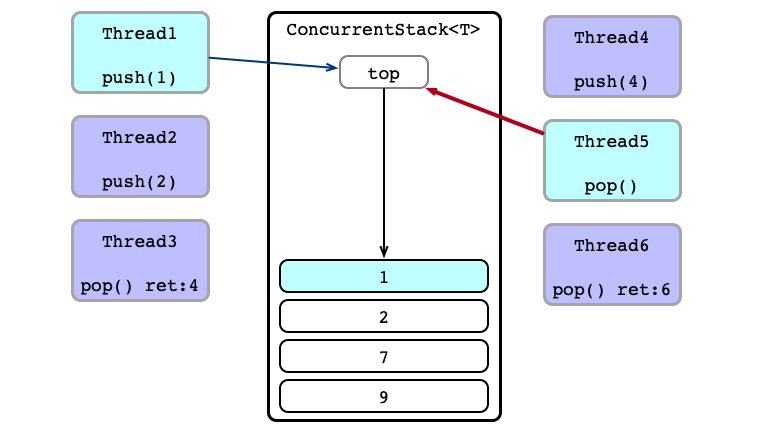 Thread1
push(1)
Thread2
push(2)
Thread3
pop() ret:4
ConcurrentStack<T>
top
1
2
7
9
Thread4
push(4)
Thread5
pop()
Thread6
pop() ret:6